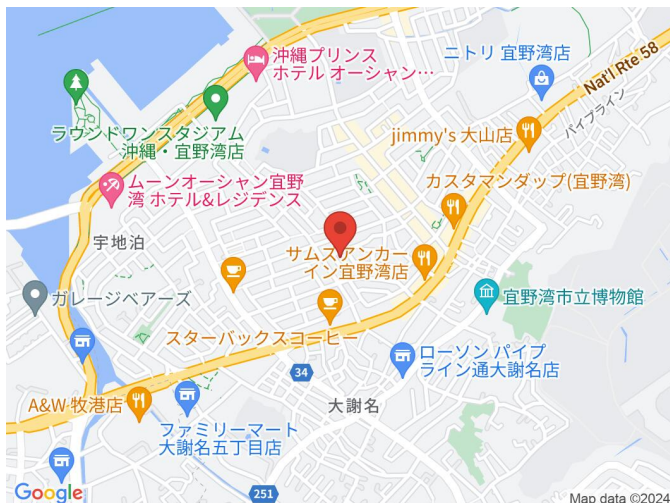 沖縄プリンス
ホテル オーシャン…
ニトリ 宜野湾店
Nat'l Rte 58
パイプライン
ラウンドワンスタジアム
沖縄・宜野湾店
jimmy's 大山店
ムーンオーシャン宜野
湾 ホテル&レジデンス
カスタマンダップ(宜野湾)
宇地泊
サムズアンカー
イン宜野湾店
ガレージベアーズ
宜野湾市立博物館
スターバックスコーヒー
ローソン パイプ
ライン通大謝名店
34
A&W 牧港店
大謝名
ファミリーマート
大謝名五丁目店
251
Google
Map data ©2024